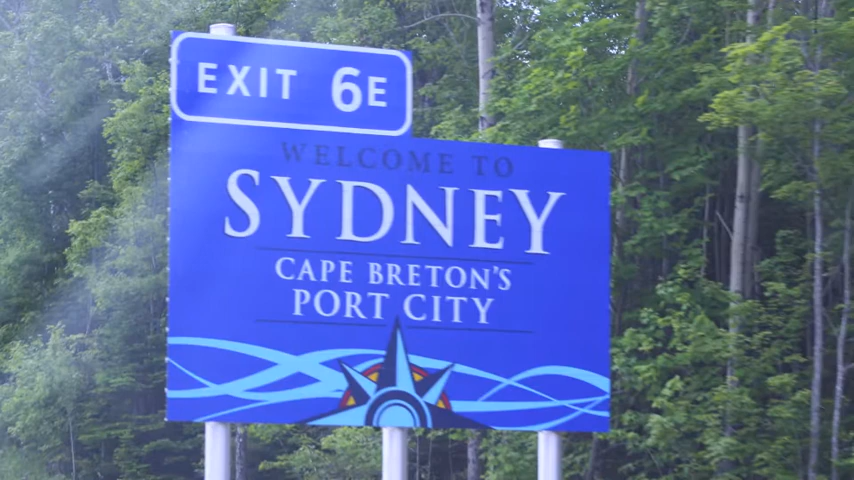 EXIT 6E
WELCOME TO
SYDNEY
CAPE BRETON'S
PORT CITY